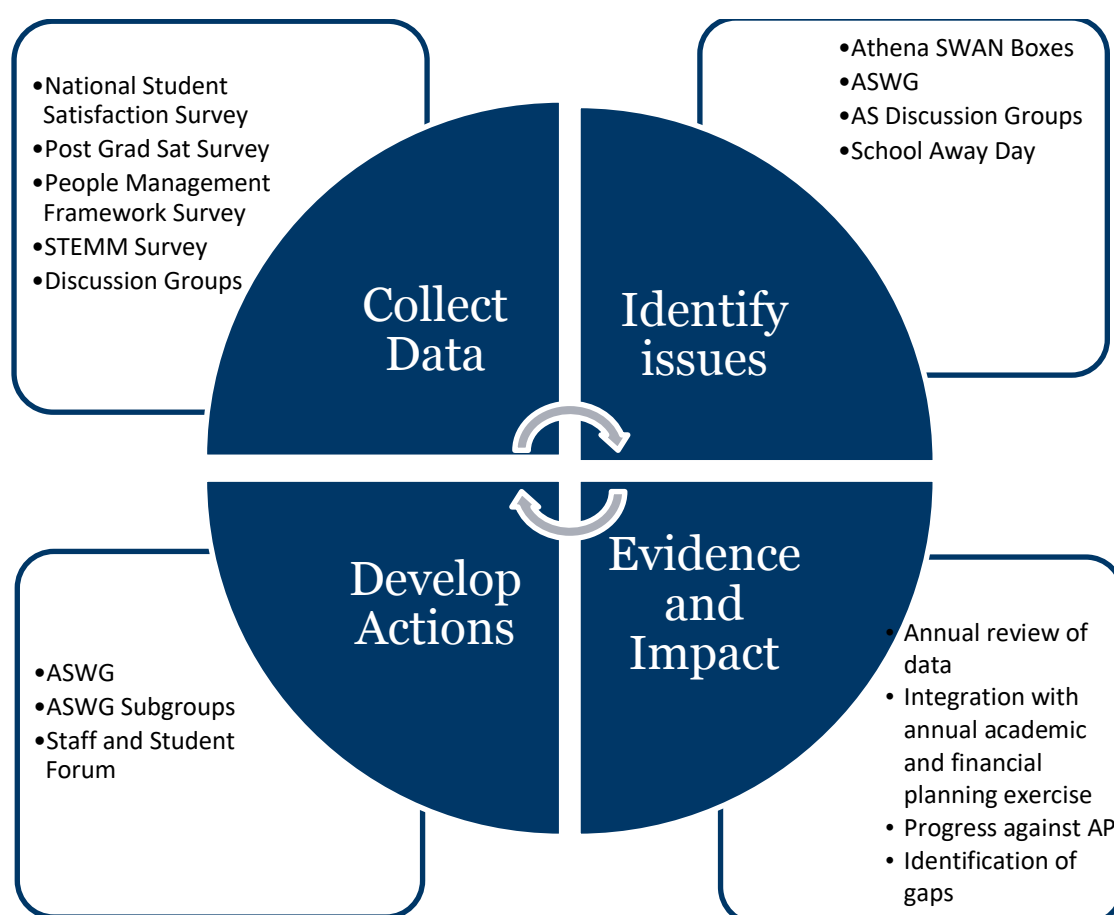 •National Student
Satisfaction Survey
•Post Grad Sat Survey
•People Management
Framework Survey
•STEMM Survey
•Discussion Groups
Collect
Data
•Athena SWAN Boxes
•ASWG
•AS Discussion Groups
•School Away Day
Identify
issues
•ASWG
•ASWG Subgroups
•Staff and Student
Forum
Develop
Actions
Evidence
and
Impact
• Annual review of
data
• Integration with
annual academic
and financial
planning exercise
• Progress against AP
• Identification of
gaps